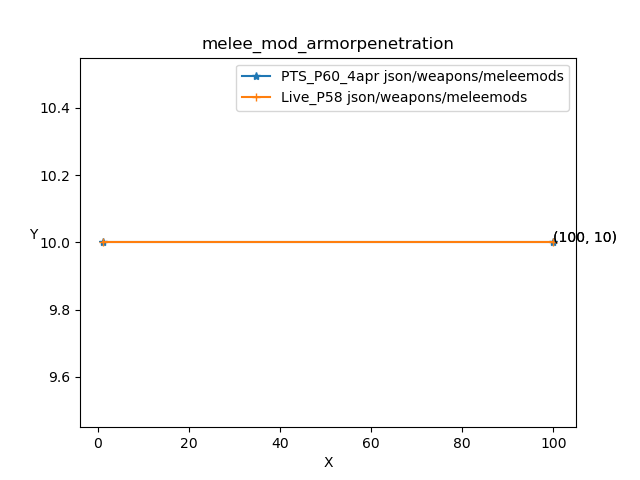 melee_mod_armorpenetration
PTS_P60_4apr json/weapons/meleemods
Live_P58 json/weapons/meleemods
10.4
10.2
Y
10.0
(100, 10)
9.8
9.6
0
20
40
60
80
100
X